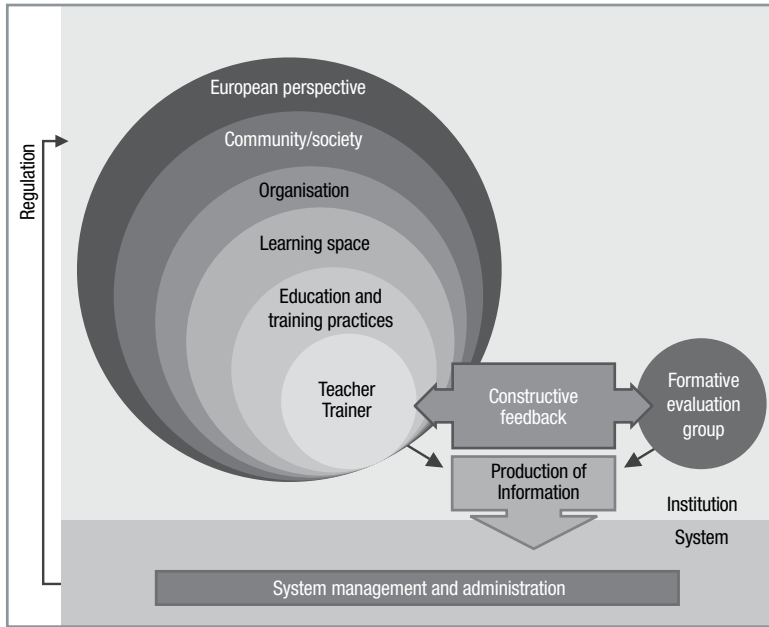 European perspective
Community/society
Organisation
Learning space
Education and
training practices
Teacher
Trainer
Constructive
feedback
Formative
evaluation
group
Production of
Information
Institution
System
System management and administration
Regulation